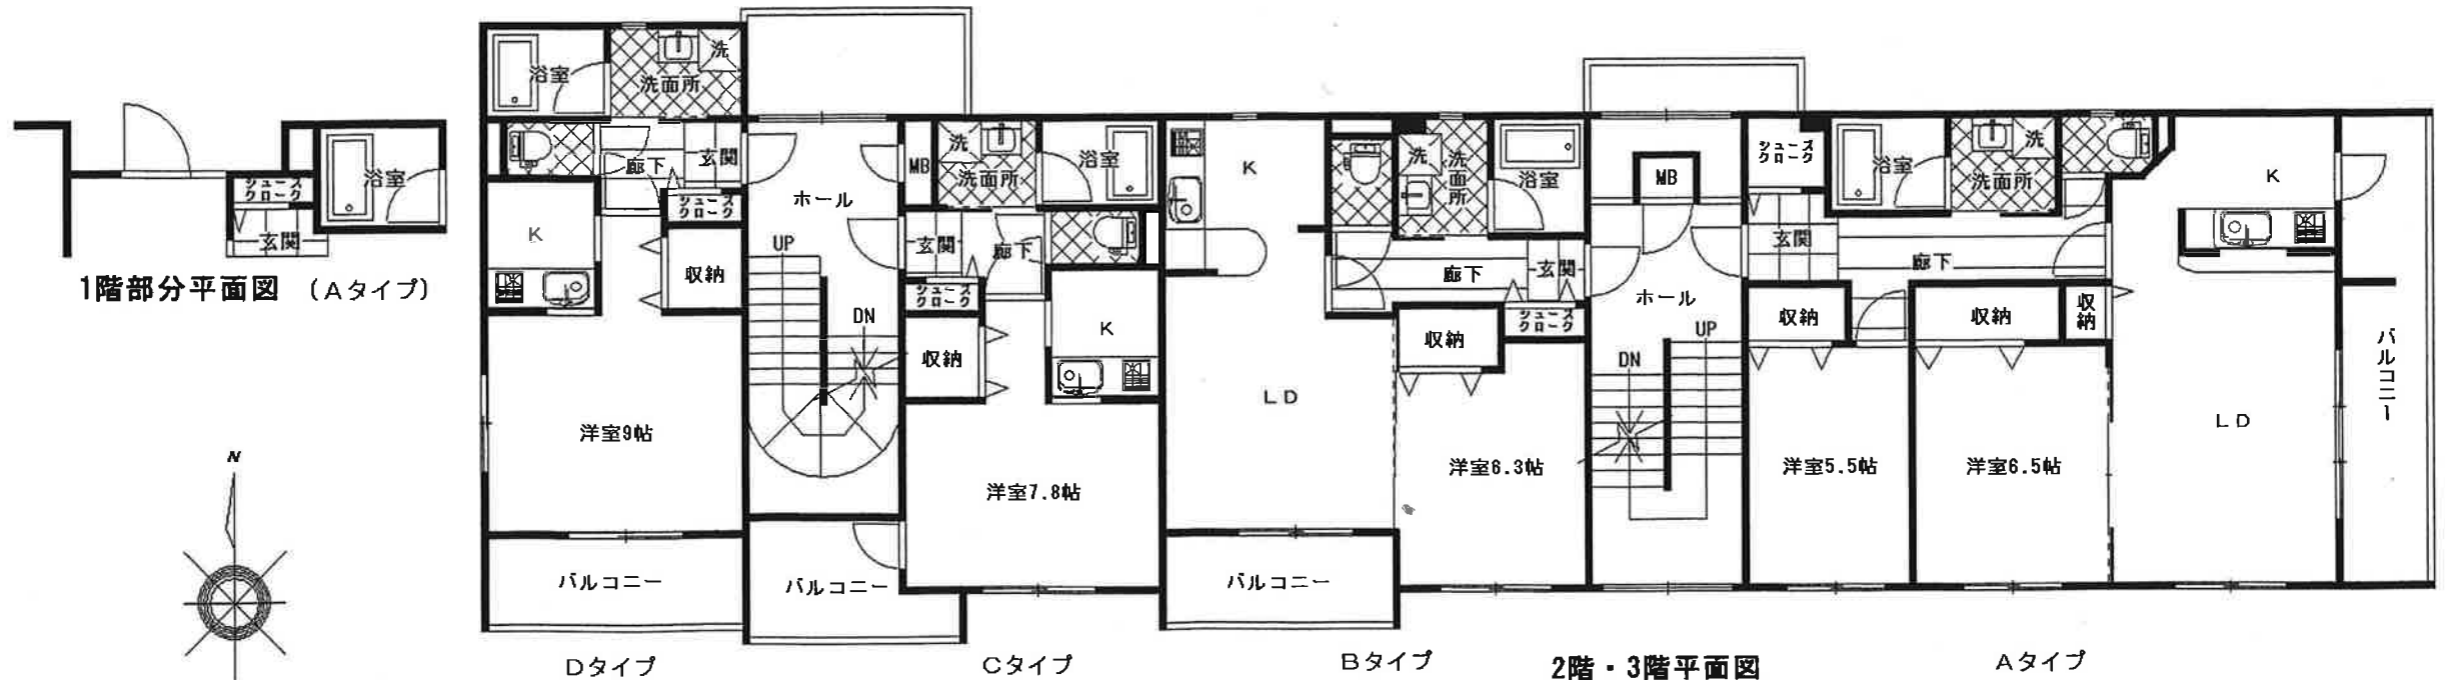 浴室
シューズ
クローク
玄関
1階部分平面図 (Aタイプ)
N
浴室
洗面所
洗
廊下
玄関
シューズ
クローク
K
収納
洋室9帖
バルコニー
Dタイプ
ホール
UP
DN
MB
洗
洗面所
浴室
玄関
廊下
シューズ
クローク
収納
K
洋室7.8帖
バルコニー
Cタイプ
K
洗
洗面所
浴室
廊下
玄関
シューズ
クローク
収納
LD
洋室6.3帖
バルコニー
Bタイプ
MB
ホール
UP
DN
2階・3階平面図
シューズ
クローク
浴室
洗面所
洗
K
玄関
廊下
収納
収納
収納
洋室5.5帖
洋室6.5帖
LD
バルコニー
Aタイプ